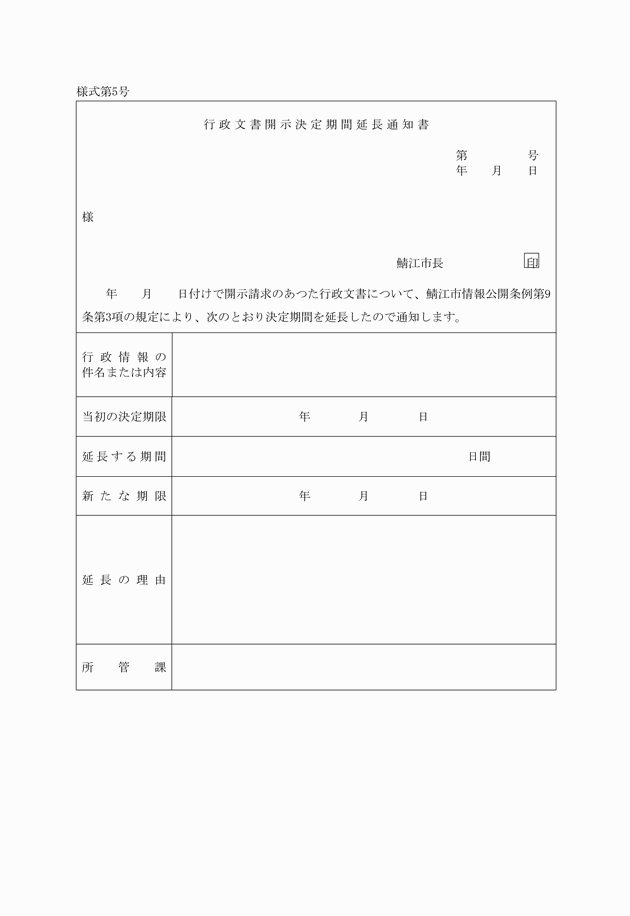 様式第5号
行政文書開示決定期間延長通知書
第　　　　　号
年　　月　　日
様
鯖江市長　　　　　　　印
年　　月　　日付けで開示請求のあつた行政文書について、鯖江市情報公開条例第9
条第3項の規定により、次のとおり決定期間を延長したので通知します。
行政情報の
件名または内容
当初の決定期限　　　　　年　　　　月　　　　日
延長する期間　　　　　日間
新たな期限　　　　　年　　　　月　　　　日
延長の理由
所管課